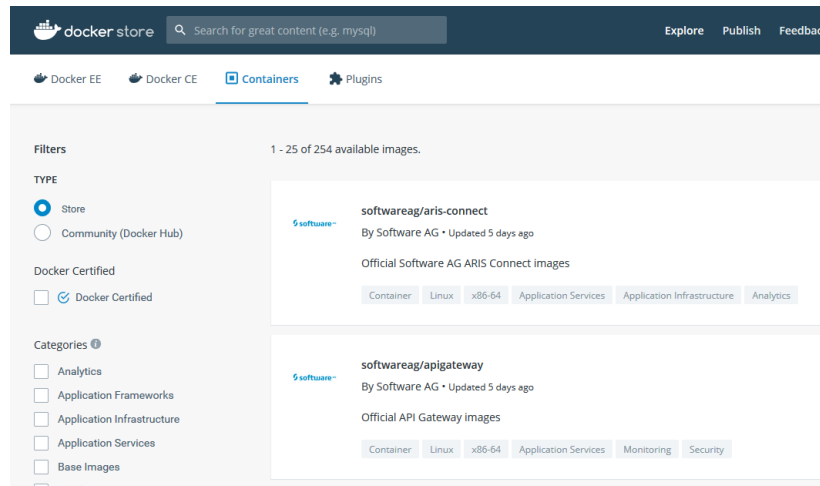 docker store
Search for great content (e.g. mysql)
Explore Publish Feedbac
Docker EE Docker CE Containers Plugins
Filters
1 - 25 of 254 available images.
TYPE
Store
Community (Docker Hub)
Docker Certified
Docker Certified
Categories
Analytics
Application Frameworks
Application Infrastructure
Application Services
Base Images
software AG
softwareag/aris-connect
By Software AG • Updated 5 days ago
Official Software AG ARIS Connect images
Container Linux x86-64 Application Services Application Infrastructure Analytics
software AG
softwareag/apigateway
By Software AG • Updated 5 days ago
Official API Gateway images
Container Linux x86-64 Application Services Monitoring Security